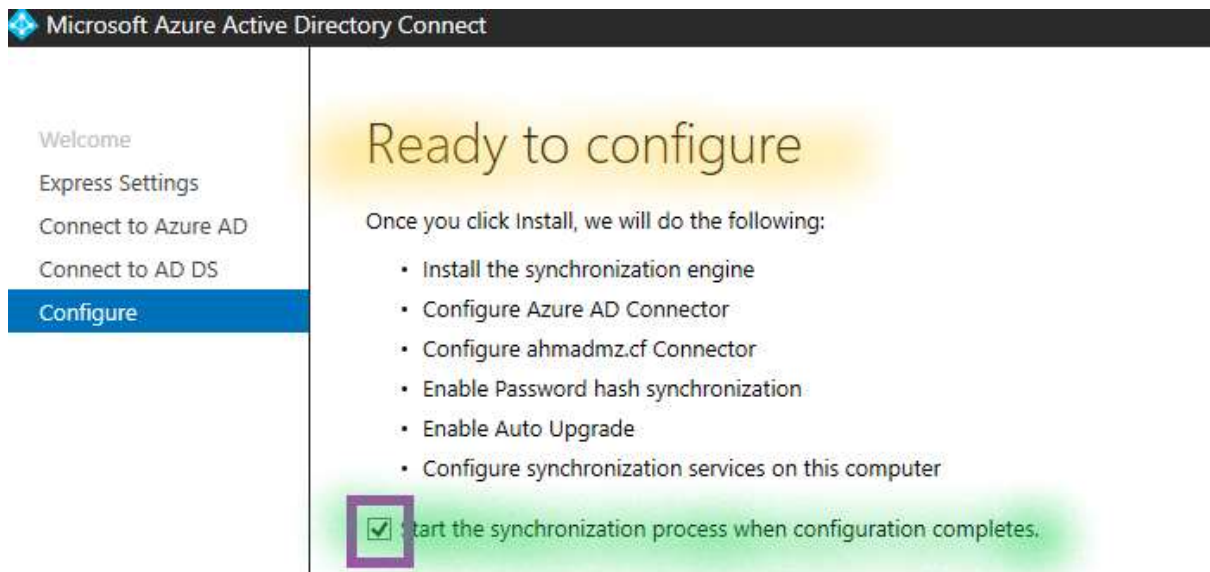 Microsoft Azure Active Directory Connect
Welcome
Express Settings
Connect to Azure AD
Connect to AD DS
Configure
Ready to configure
Once you click Install, we will do the following:
• Install the synchronization engine
• Configure Azure AD Connector
• Configure ahmadmz.cf Connector
• Enable Password hash synchronization
• Enable Auto Upgrade
• Configure synchronization services on this computer
Start the synchronization process when configuration completes.